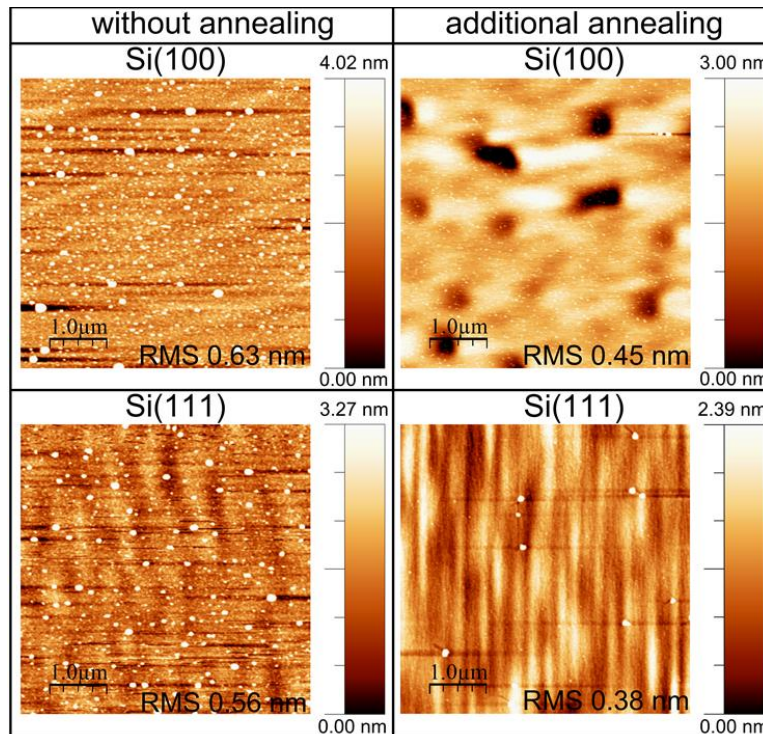 without annealing
additional annealing
Si(100)
4.02 nm
1.0µm
RMS 0.63 nm
0.00 nm
Si(100)
3.00 nm
1.0µm
RMS 0.45 nm
0.00 nm
Si(111)
3.27 nm
1.0µm
RMS 0.56 nm
0.00 nm
Si(111)
2.39 nm
1.0µm
RMS 0.38 nm
0.00 nm